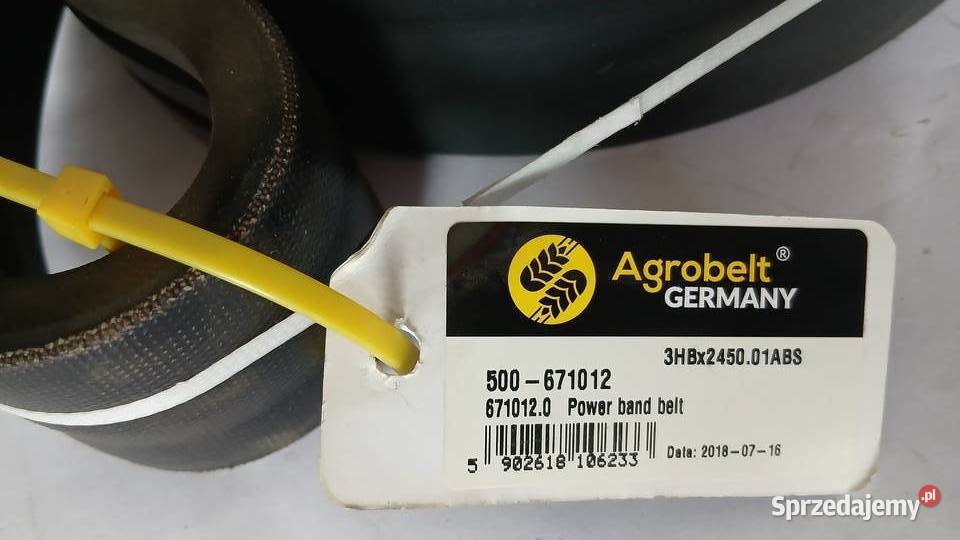 Agrobelt®
GERMANY
3HBx2450.01ABS
500-671012
671012.0 Power band belt
5 902618 106233
Data: 2018-07-16
Sprzedajemy.pl